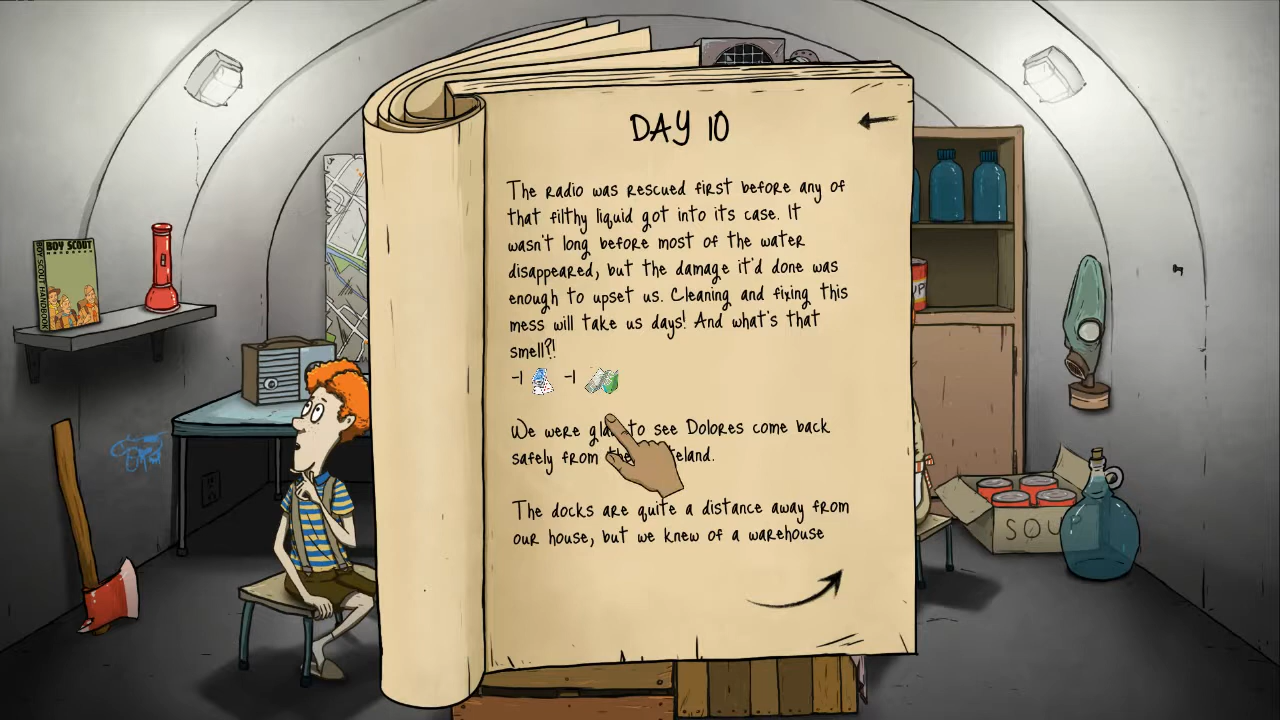 DAY 10
The radio was rescued first before any of
that filthy liquid got into its case. It
wasn't long before most of the water
disappeared, but the damage it'd done was
enough to upset us. Cleaning and fixing this
mess will take us days! And what's that
smell?!
-1 -1
We were to see Dolores come back
safely from
The docks are quite a distance away from
our house, but we knew of a warehouse
BOY SCOUT
BOY SCOUT HANDBOOK
SOUP